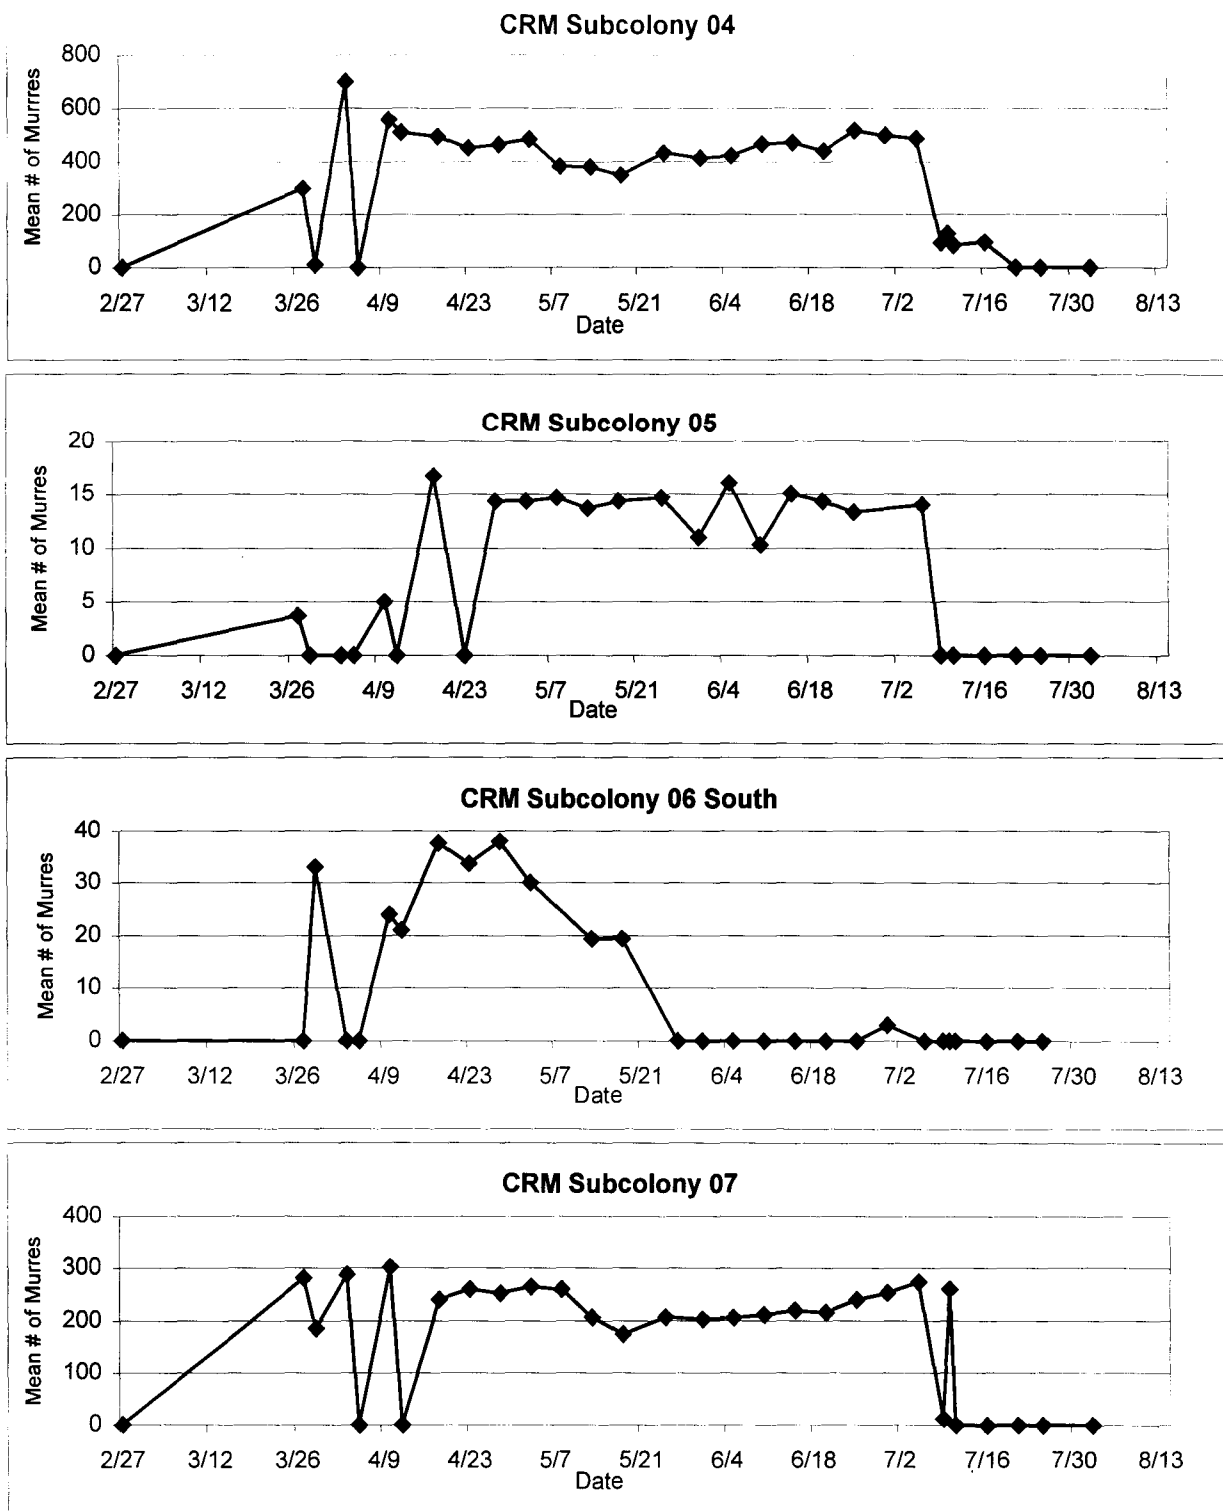 CRM Subcolony 04
Mean # of Murrres
800
600
400
200
0
2/27 3/12 3/26 4/9 4/23 5/7 5/21 6/4 6/18 7/2 7/16 7/30 8/13
Date
CRM Subcolony 05
Mean # of Murres
20
15
10
5
0
2/27 3/12 3/26 4/9 4/23 5/7 5/21 6/4 6/18 7/2 7/16 7/30 8/13
Date
CRM Subcolony 06 South
Mean # of Murres
40
30
20
10
0
2/27 3/12 3/26 4/9 4/23 5/7 5/21 6/4 6/18 7/2 7/16 7/30 8/13
Date
CRM Subcolony 07
Mean # of Murres
400
300
200
100
0
2/27 3/12 3/26 4/9 4/23 5/7 5/21 6/4 6/18 7/2 7/16 7/30 8/13
Date